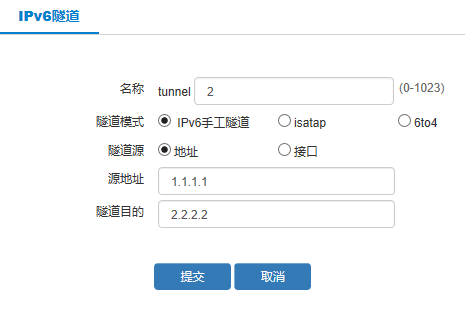 IPv6隧道
名称 tunnel 2 (0-1023)
隧道模式 IPv6手工隧道 isatap 6to4
隧道源 地址 接口
源地址 1.1.1.1
隧道目的 2.2.2.2
提交 取消